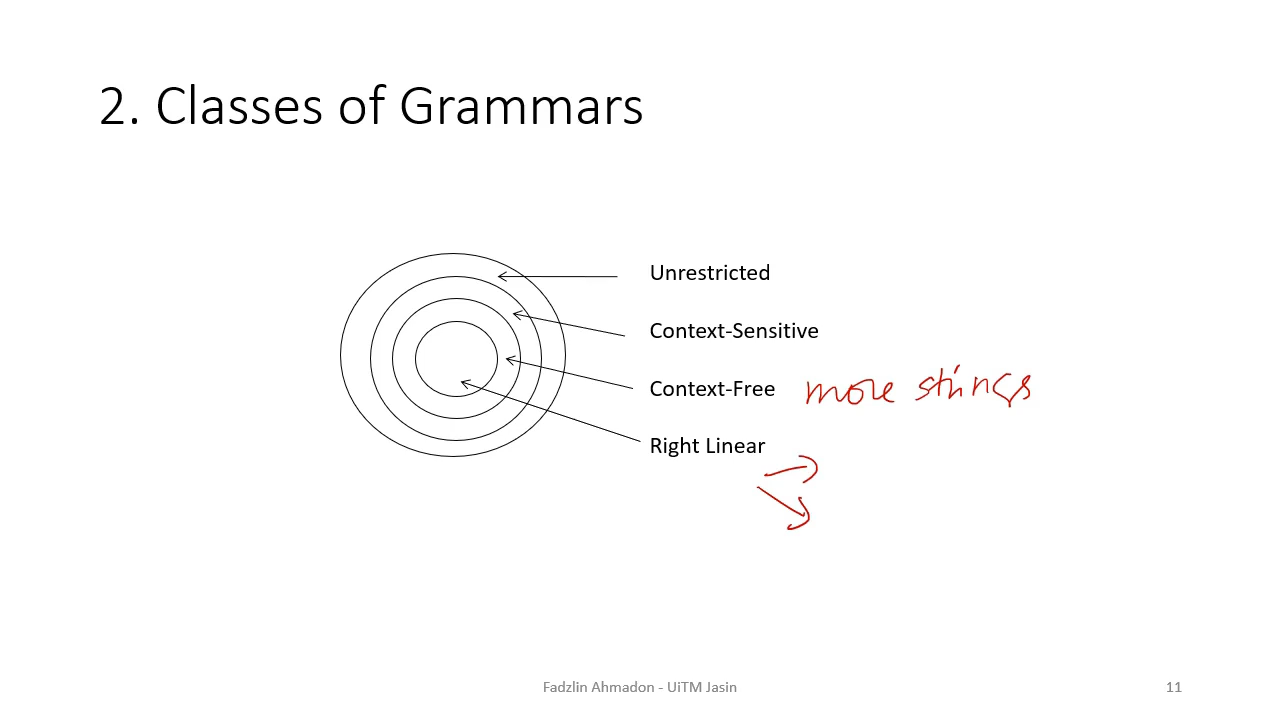 2. Classes of Grammars
Unrestricted
Context-Sensitive
Context-Free more strings
Right Linear
Fadzlin Ahmadon - UiTM Jasin 11